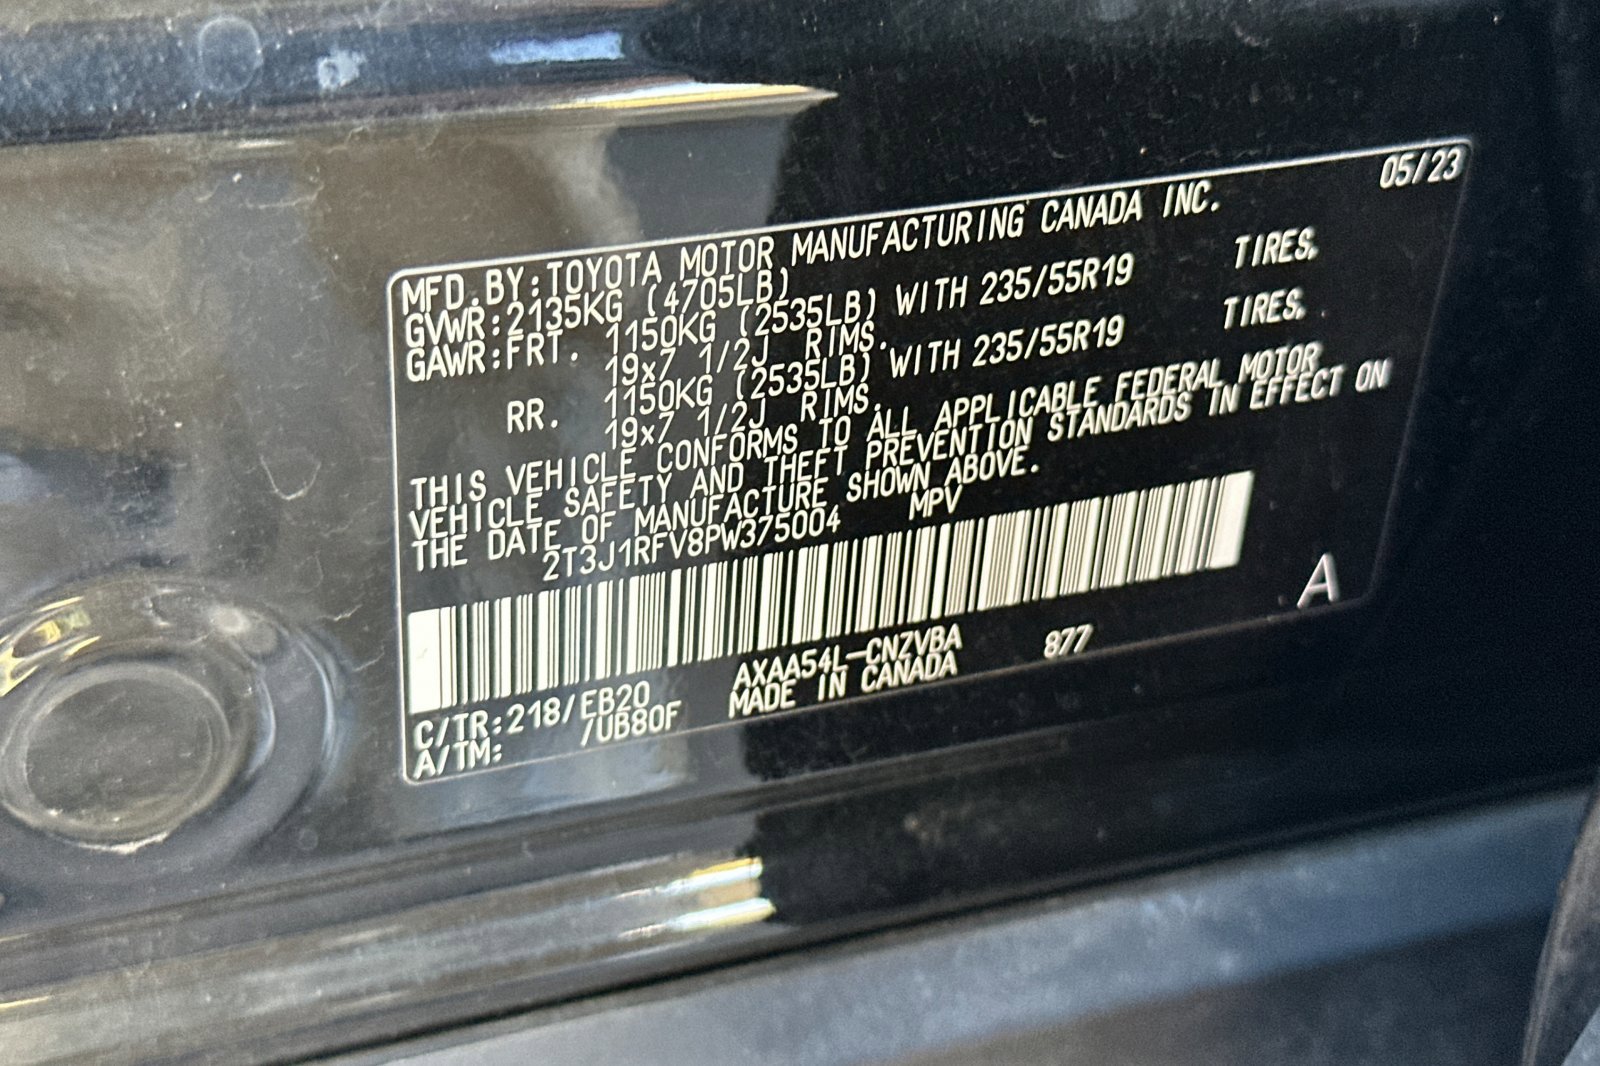 05/23
MFD.BY:TOYOTA MOTOR MANUFACTURING CANADA INC.
GVWR:2135KG (4705LB)
GAWR:FRT. 1150KG (2535LB) WITH 235/55R19 TIRES,
19x7 1/2J RIMS.
RR. 1150KG (2535LB) WITH 235/55R19 TIRES,
19x7 1/2J RIMS.
THIS VEHICLE CONFORMS TO ALL APPLICABLE FEDERAL MOTOR
VEHICLE SAFETY AND THEFT PREVENTION STANDARDS IN EFFECT ON
THE DATE OF MANUFACTURE SHOWN ABOVE.
2T3J1RFV8PW375004 MPV
A
AXAA54L-CNZVBA 877
C/TR:218/EB20 MADE IN CANADA
A/TM: /UB80F